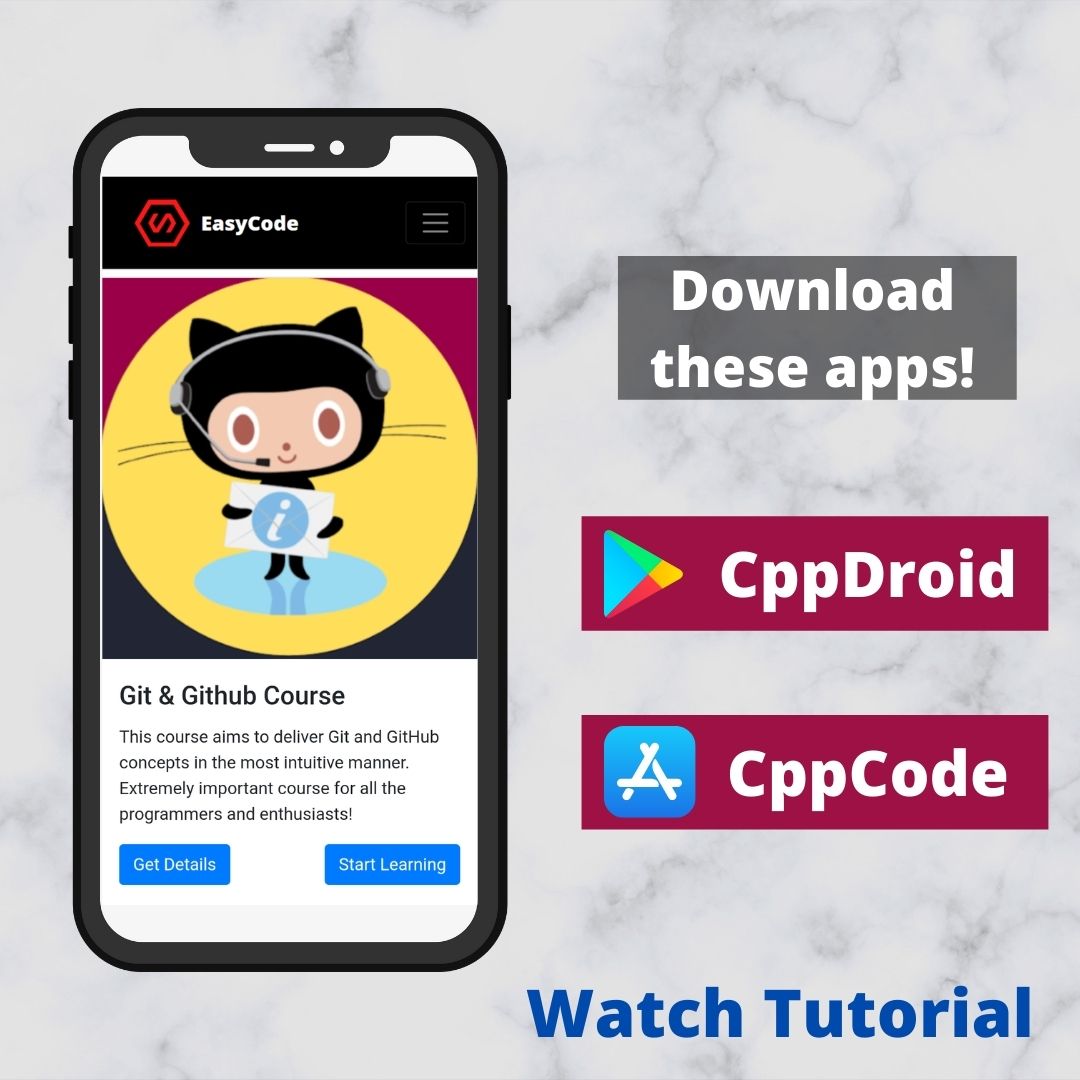 EasyCode
Git & Github Course
This course aims to deliver Git and GitHub
concepts in the most intuitive manner.
Extremely important course for all the
programmers and enthusiasts!
Get Details
Start Learning
Download
these apps!
CppDroid
CppCode
Watch Tutorial